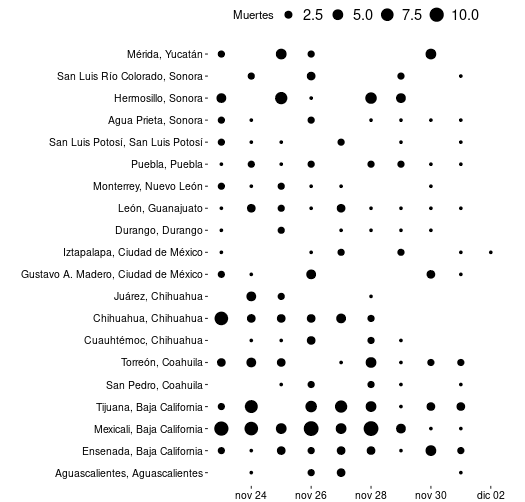 Muertes 2.5 5.0 7.5 10.0
Mérida, Yucatán
San Luis Río Colorado, Sonora
Hermosillo, Sonora
Agua Prieta, Sonora
San Luis Potosí, San Luis Potosí
Puebla, Puebla
Monterrey, Nuevo León
León, Guanajuato
Durango, Durango
Iztapalapa, Ciudad de México
Gustavo A. Madero, Ciudad de México
Juárez, Chihuahua
Chihuahua, Chihuahua
Cuauhtémoc, Chihuahua
Torreón, Coahuila
San Pedro, Coahuila
Tijuana, Baja California
Mexicali, Baja California
Ensenada, Baja California
Aguascalientes, Aguascalientes
nov 24 nov 26 nov 28 nov 30 dic 02